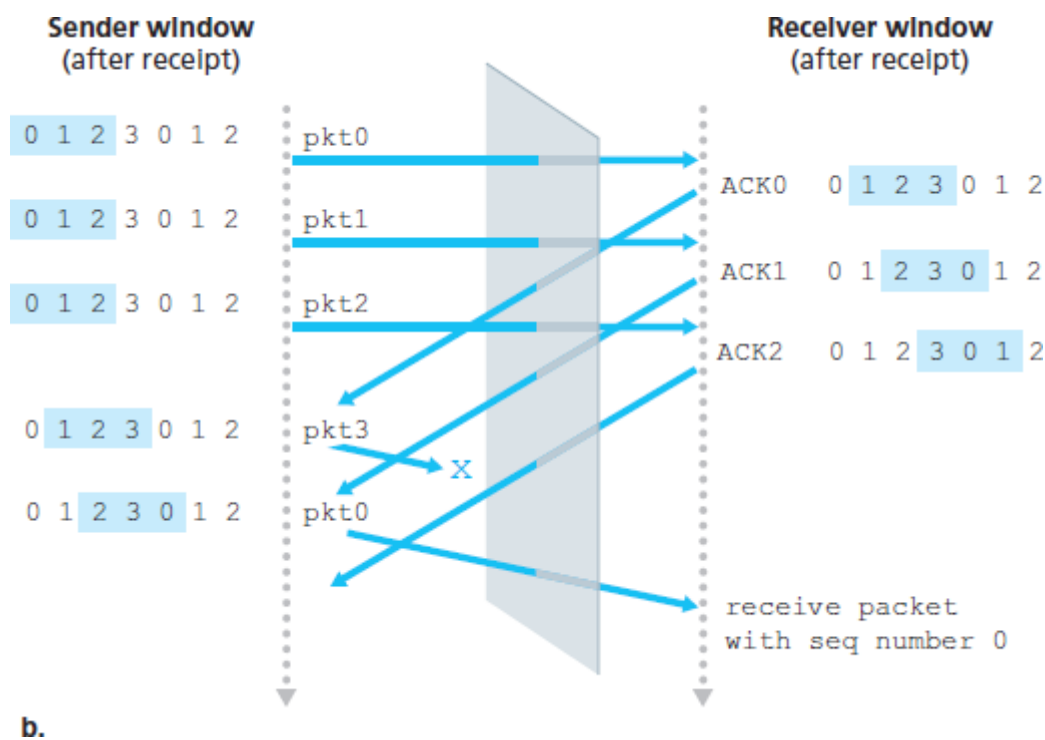 Sender window
(after receipt)
Receiver window
(after receipt)
0 1 2 3 0 1 2
pkt0
ACK0 0 1 2 3 0 1 2
0 1 2 3 0 1 2
pkt1
ACK1 0 1 2 3 0 1 2
0 1 2 3 0 1 2
pkt2
ACK2 0 1 2 3 0 1 2
0 1 2 3 0 1 2
pkt3
X
0 1 2 3 0 1 2
pkt0
receive packet
with seq number 0
b.